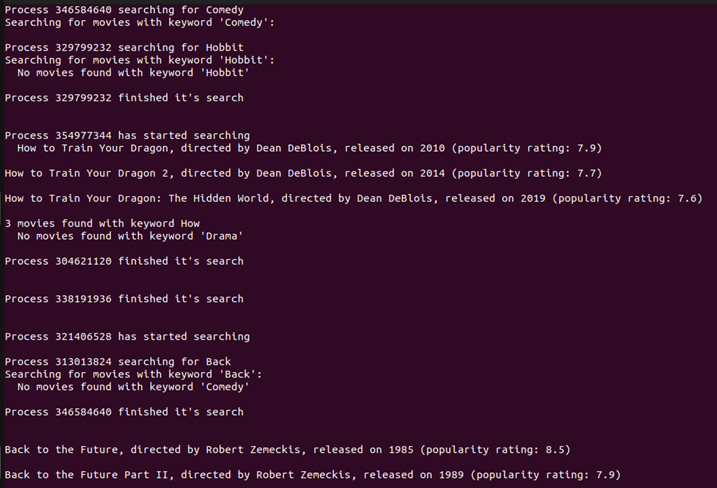 Process 346584640 searching for Comedy
Searching for movies with keyword 'Comedy':
Process 329799232 searching for Hobbit
Searching for movies with keyword 'Hobbit':
No movies found with keyword 'Hobbit'
Process 329799232 finished it's search
Process 354977344 has started searching
How to Train Your Dragon, directed by Dean DeBlois, released on 2010 (popularity rating: 7.9)
How to Train Your Dragon 2, directed by Dean DeBlois, released on 2014 (popularity rating: 7.7)
How to Train Your Dragon: The Hidden World, directed by Dean DeBlois, released on 2019 (popularity rating: 7.6)
3 movies found with keyword How
No movies found with keyword 'Drama'
Process 304621120 finished it's search
Process 338191936 finished it's search
Process 321406528 has started searching
Process 313013824 searching for Back
Searching for movies with keyword 'Back':
No movies found with keyword 'Comedy'
Process 346584640 finished it's search
Back to the Future, directed by Robert Zemeckis, released on 1985 (popularity rating: 8.5)
Back to the Future Part II, directed by Robert Zemeckis, released on 1989 (popularity rating: 7.9)